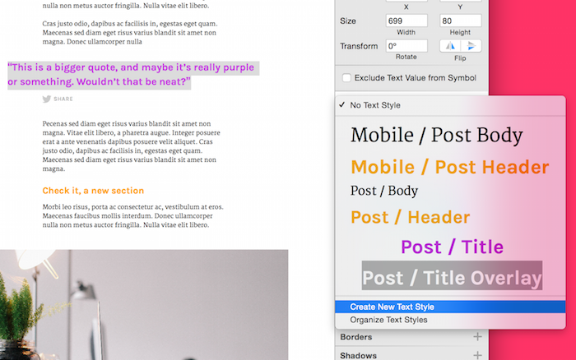 nulla non metus auctor fringilla. Nulla vitae elit libero.
Cras justo odio, dapibus ac facilisis in, egestas eget quam.
Maecenas sed diam eget risus varius blandit sit amet non
magna. Donec ullamcorper nulla
“This is a bigger quote, and maybe it’s really purple
or something. Wouldn’t that be neat?”
SHARE
Pecenas sed diam eget risus varius blandit sit amet non
magna. Vitae elit libero, a pharetra augue. Integer posuere
erat a ante venenatis dapibus posuere velit aliquet. Cras
justo odio, dapibus ac facilisis in, egestas eget quam.
Maecenas sed diam eget risus varius blandit sit amet non
magna.
Check it, a new section
Morbi leo risus, porta ac consectetur ac, vestibulum at eros.
Maecenas faucibus mollis interdum. Donec ullamcorper
nulla non metus auctor fringilla. Nulla vitae elit libero.
X Y
Size 699 80
Width Height
Transform 0°
Rotate Flip
Exclude Text Value from Symbol
✓ No Text Style
Mobile / Post Body
Mobile / Post Header
Post / Body
Post / Header
Post / Title
Post / Title Overlay
Create New Text Style
Organize Text Styles
Borders +
Shadows +